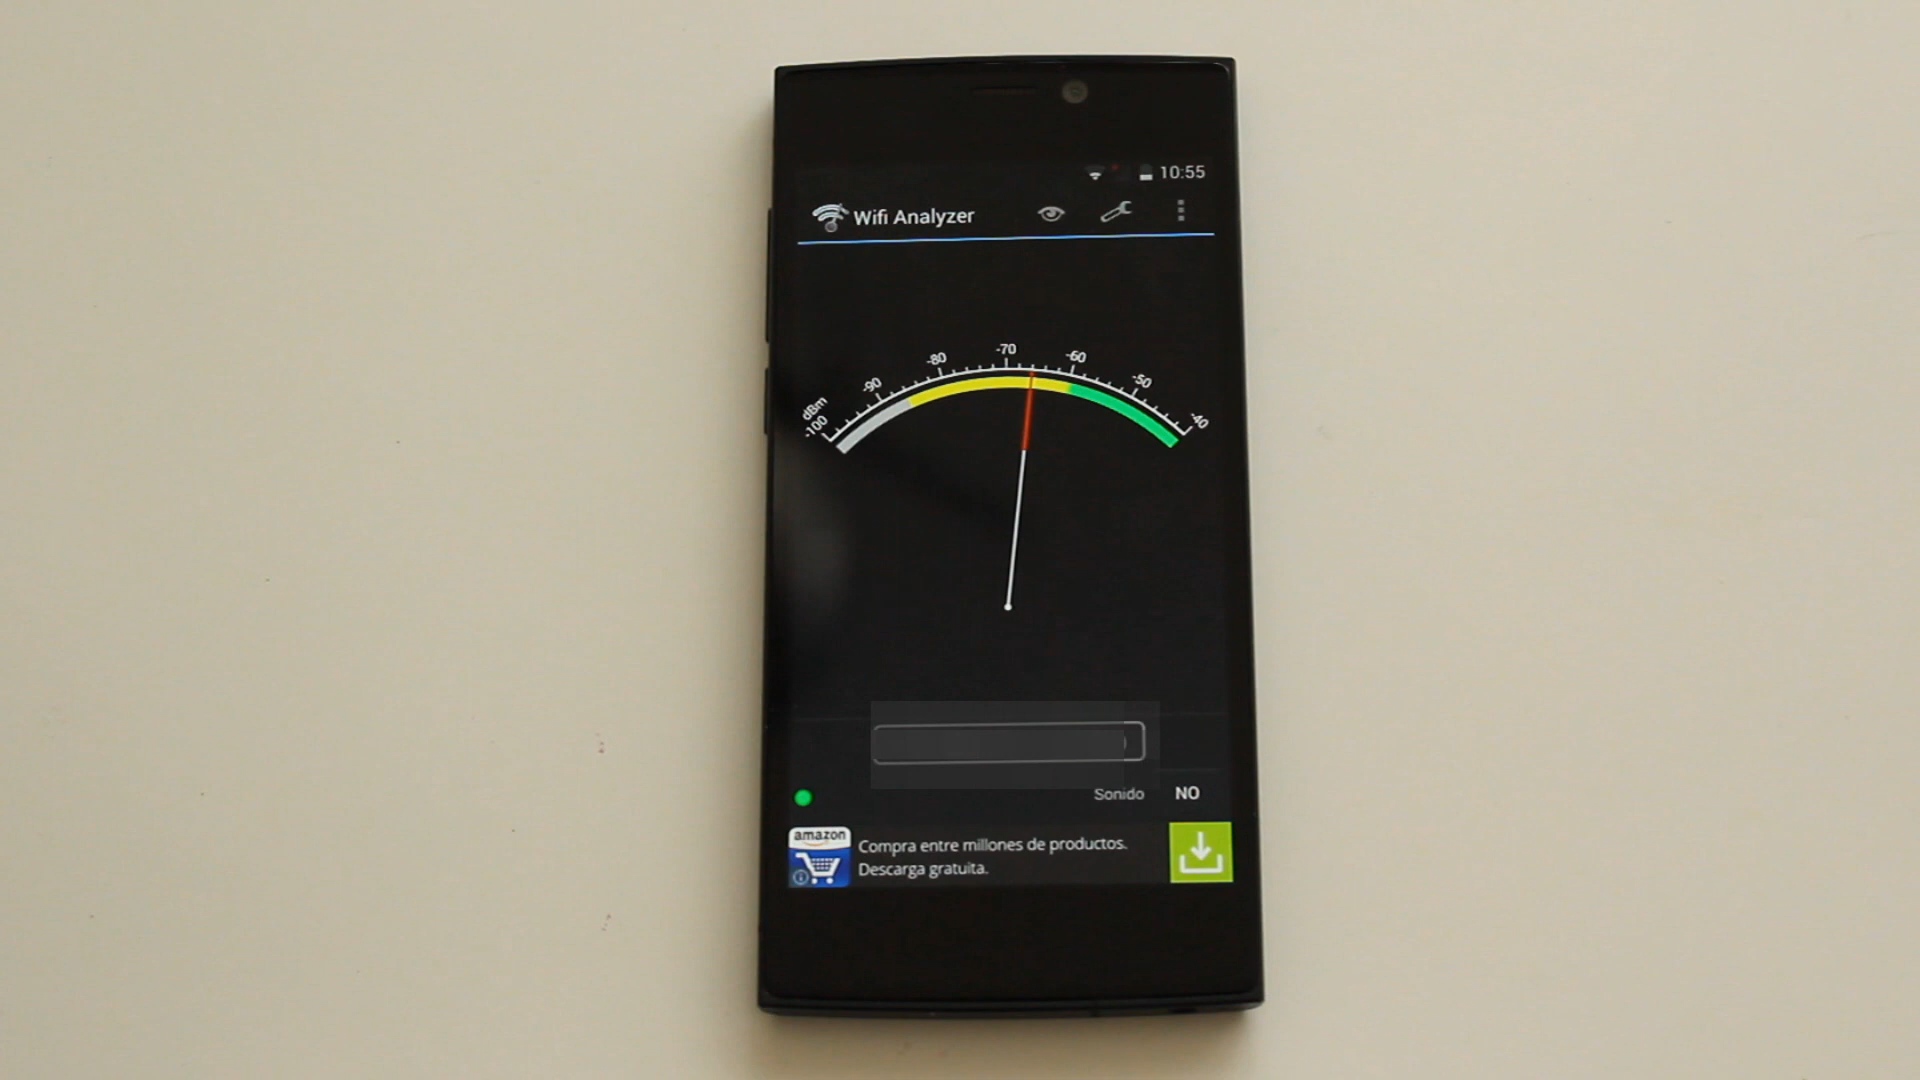 10:55
Wifi Analyzer
dBm
-100
-90
-80
-70
-60
-50
-40
Sonido NO
amazon
Compra entre millones de productos.
Descarga gratuita.